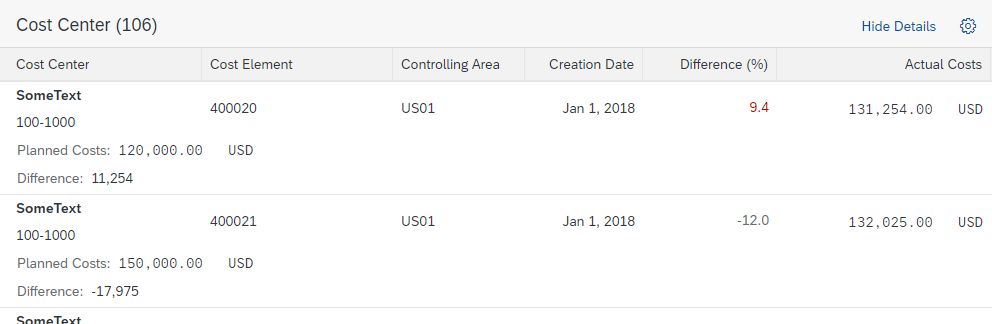 Cost Center (106) Hide Details
Cost Center Cost Element Controlling Area Creation Date Difference (%) Actual Costs
SomeText
100-1000 400020 US01 Jan 1, 2018 9.4 131,254.00 USD
Planned Costs: 120,000.00 USD
Difference: 11,254
SomeText
100-1000 400021 US01 Jan 1, 2018 -12.0 132,025.00 USD
Planned Costs: 150,000.00 USD
Difference: -17,975
SomeText